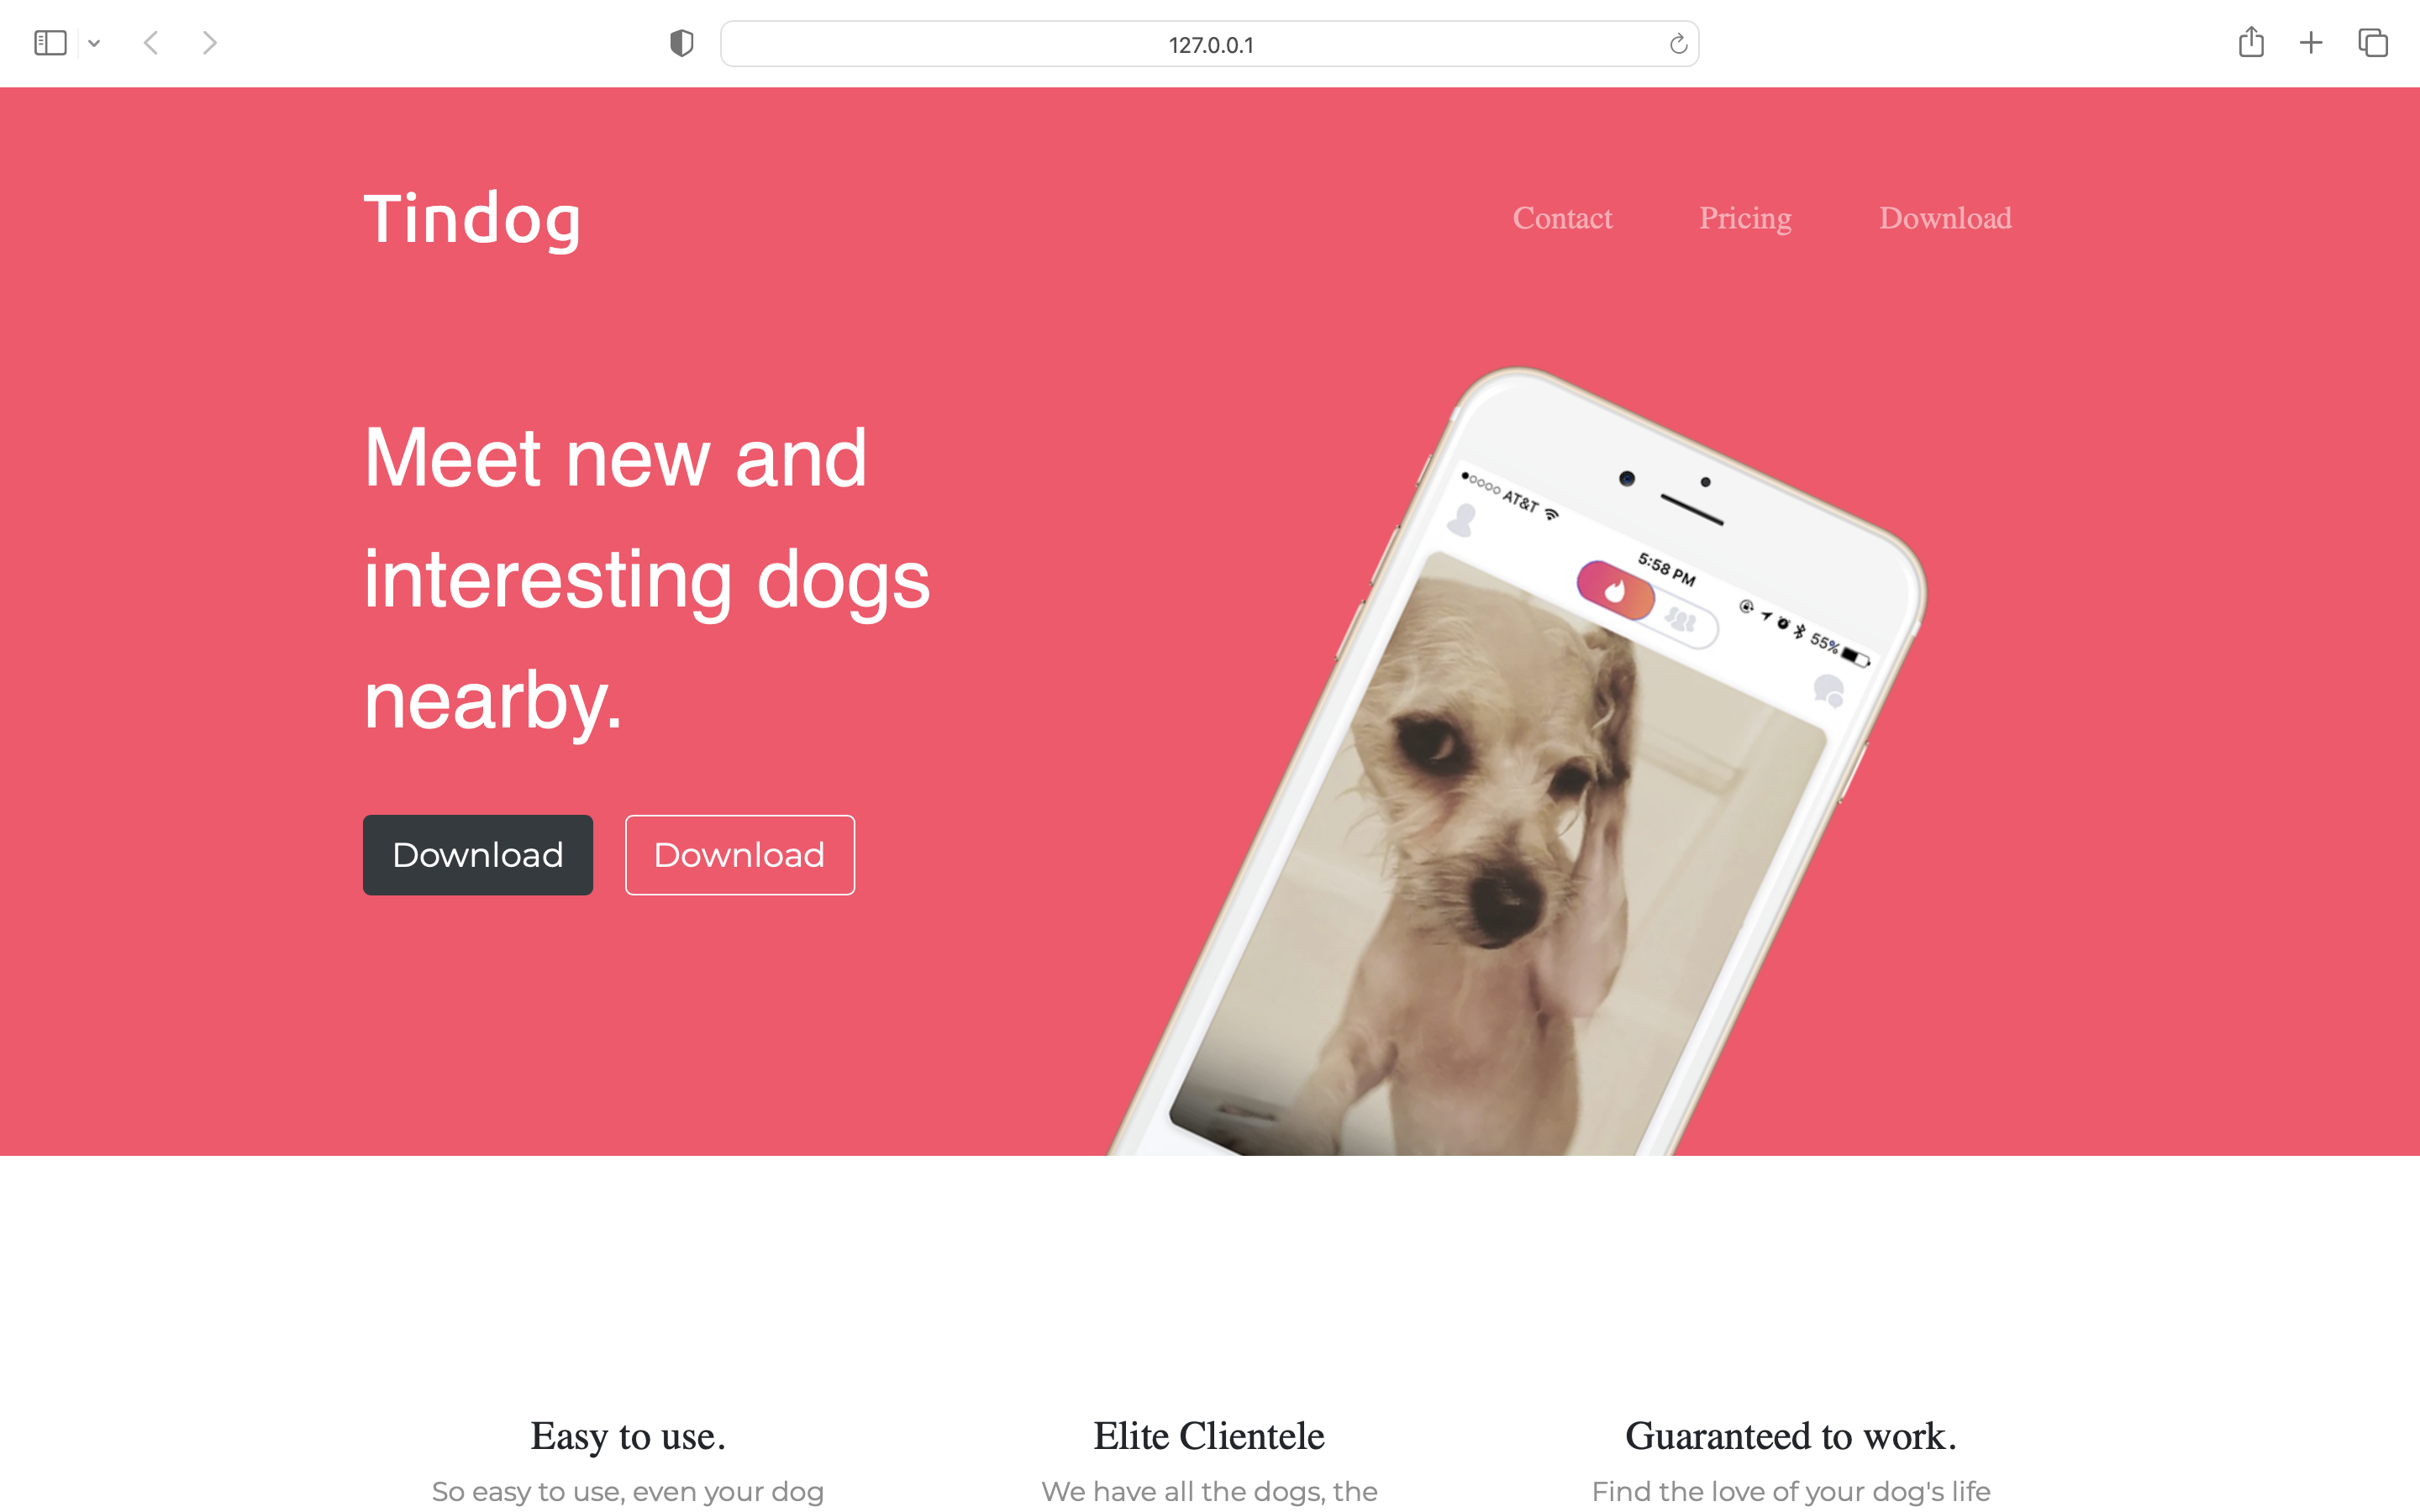 127.0.0.1
Tindog
Contact Pricing Download
Meet new and
interesting dogs
nearby.
Download Download
AT&T
5:58 PM
55%
Easy to use. Elite Clientele Guaranteed to work.
So easy to use, even your dog We have all the dogs, the Find the love of your dog's life